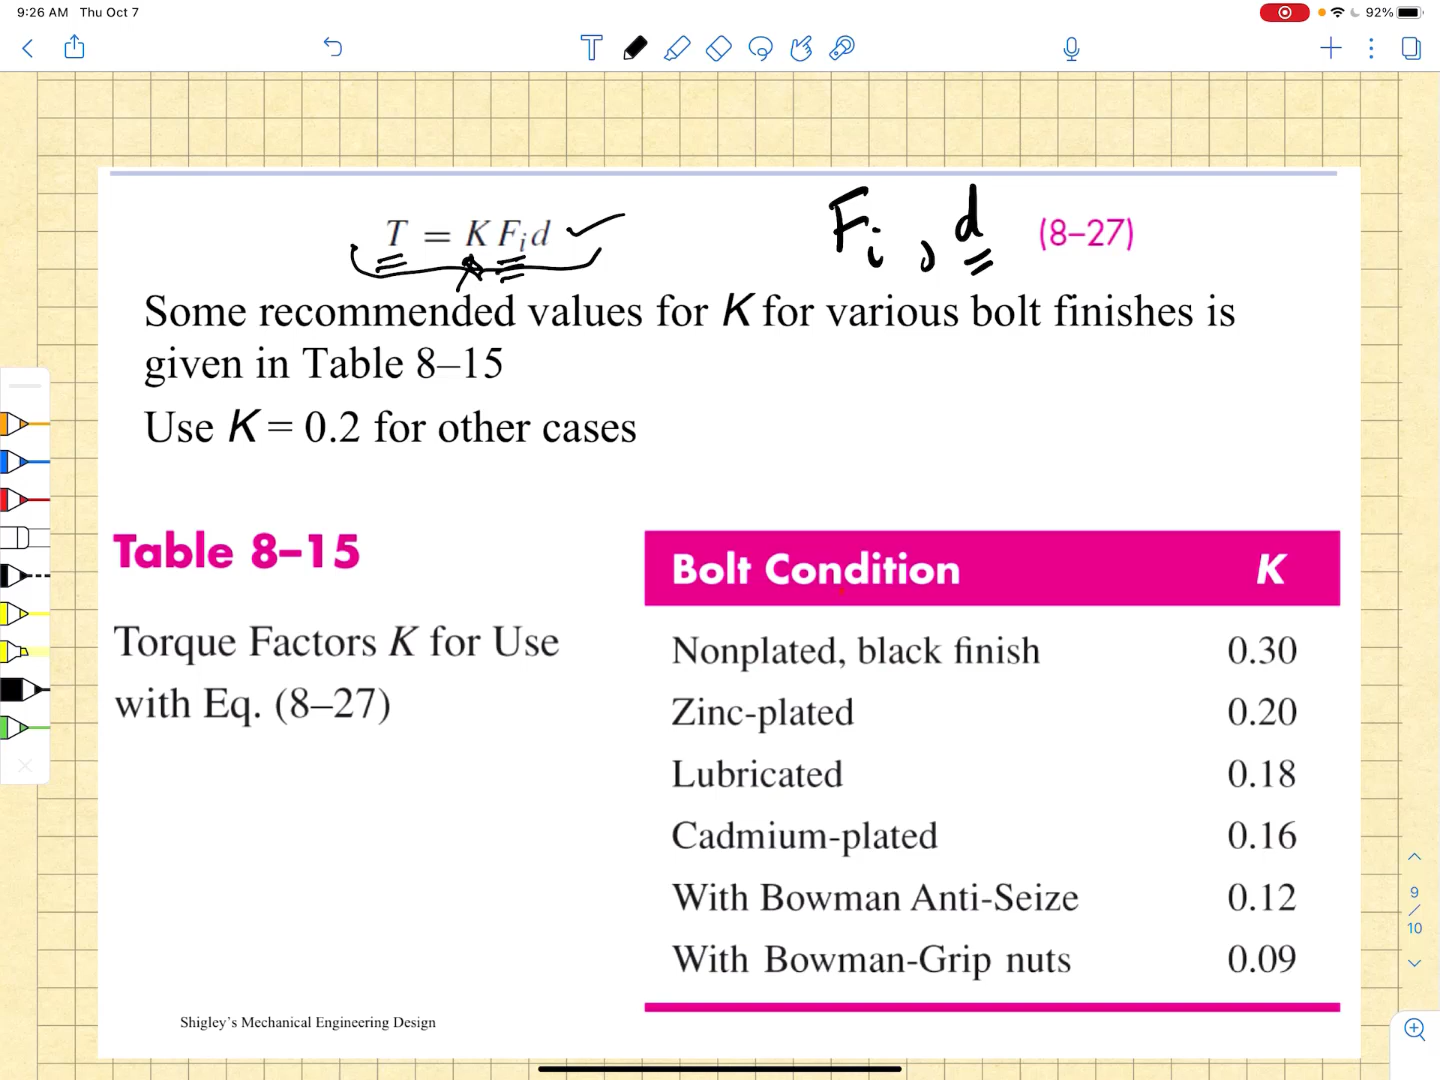 9:26 AM Thu Oct 7
92%
T = K F_i d
F_i , d
(8–27)
Some recommended values for K for various bolt finishes is
given in Table 8–15
Use K = 0.2 for other cases
Table 8–15
Torque Factors K for Use
with Eq. (8–27)
Bolt Condition K
Nonplated, black finish 0.30
Zinc-plated 0.20
Lubricated 0.18
Cadmium-plated 0.16
With Bowman Anti-Seize 0.12
With Bowman-Grip nuts 0.09
Shigley's Mechanical Engineering Design
9
/
10